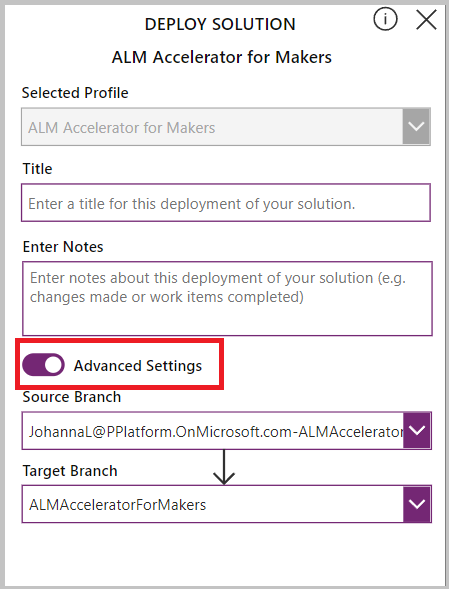 DEPLOY SOLUTION
ALM Accelerator for Makers
Selected Profile
ALM Accelerator for Makers
Title
Enter a title for this deployment of your solution.
Enter Notes
Enter notes about this deployment of your solution (e.g.
changes made or work items completed)
Advanced Settings
Source Branch
JohannaL@PPlatform.OnMicrosoft.com-ALMAccelerator
Target Branch
ALMAcceleratorForMakers